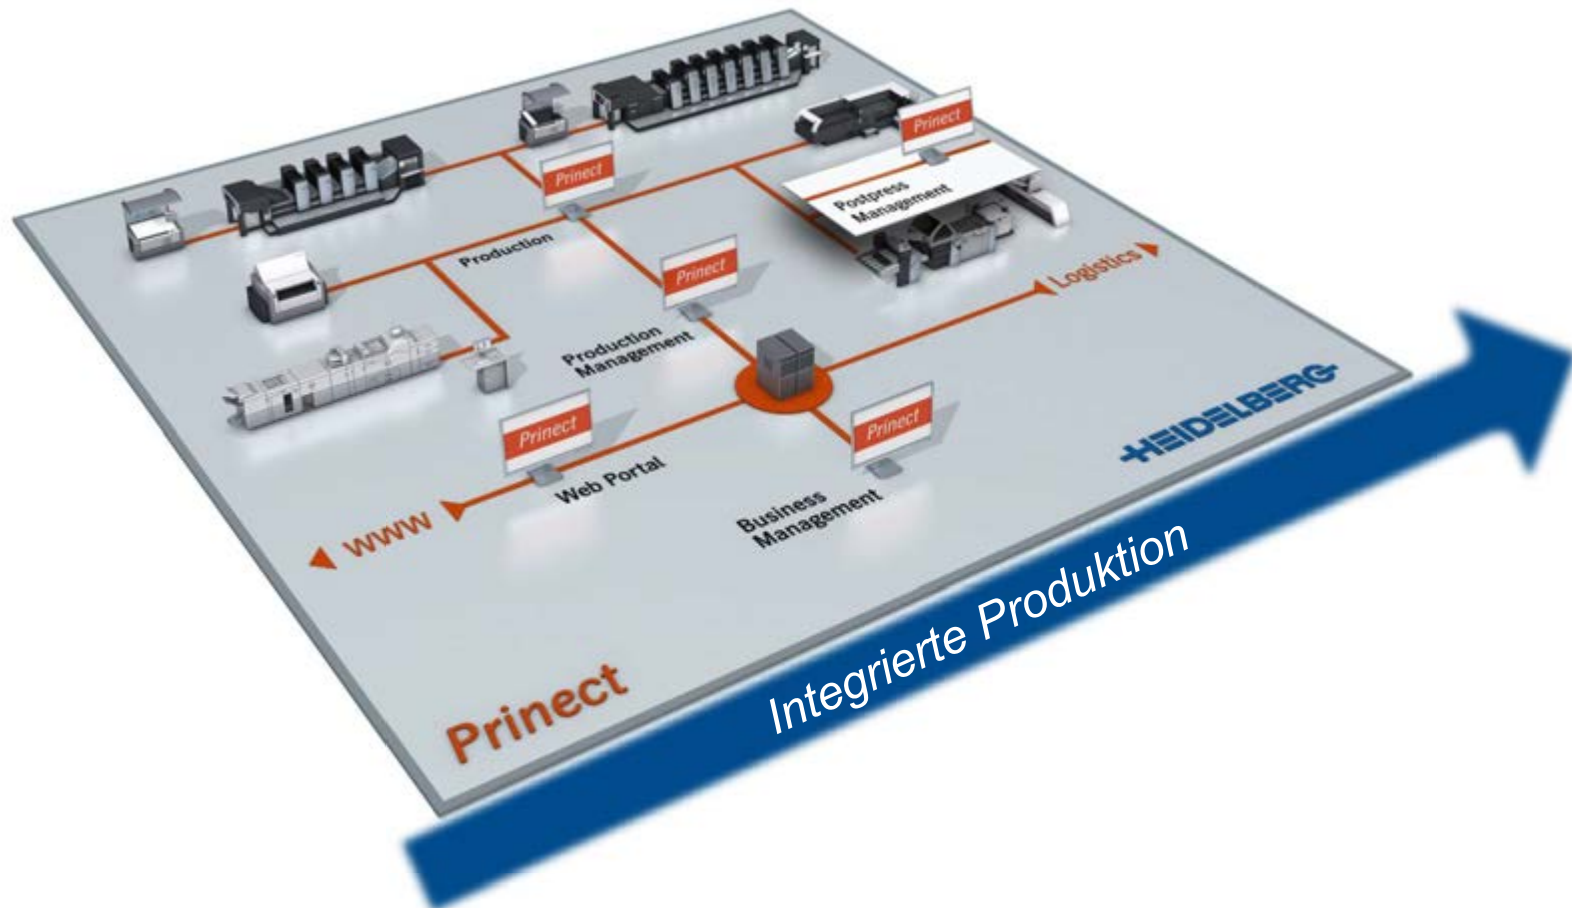 Prinect
Postpress
Management
Prinect
Production
Prinect
Logistics
Production
Management
HEIDELBERG
Prinect
Prinect
Web Portal
WWW
Business
Management
Integrierte Produktion
Prinect